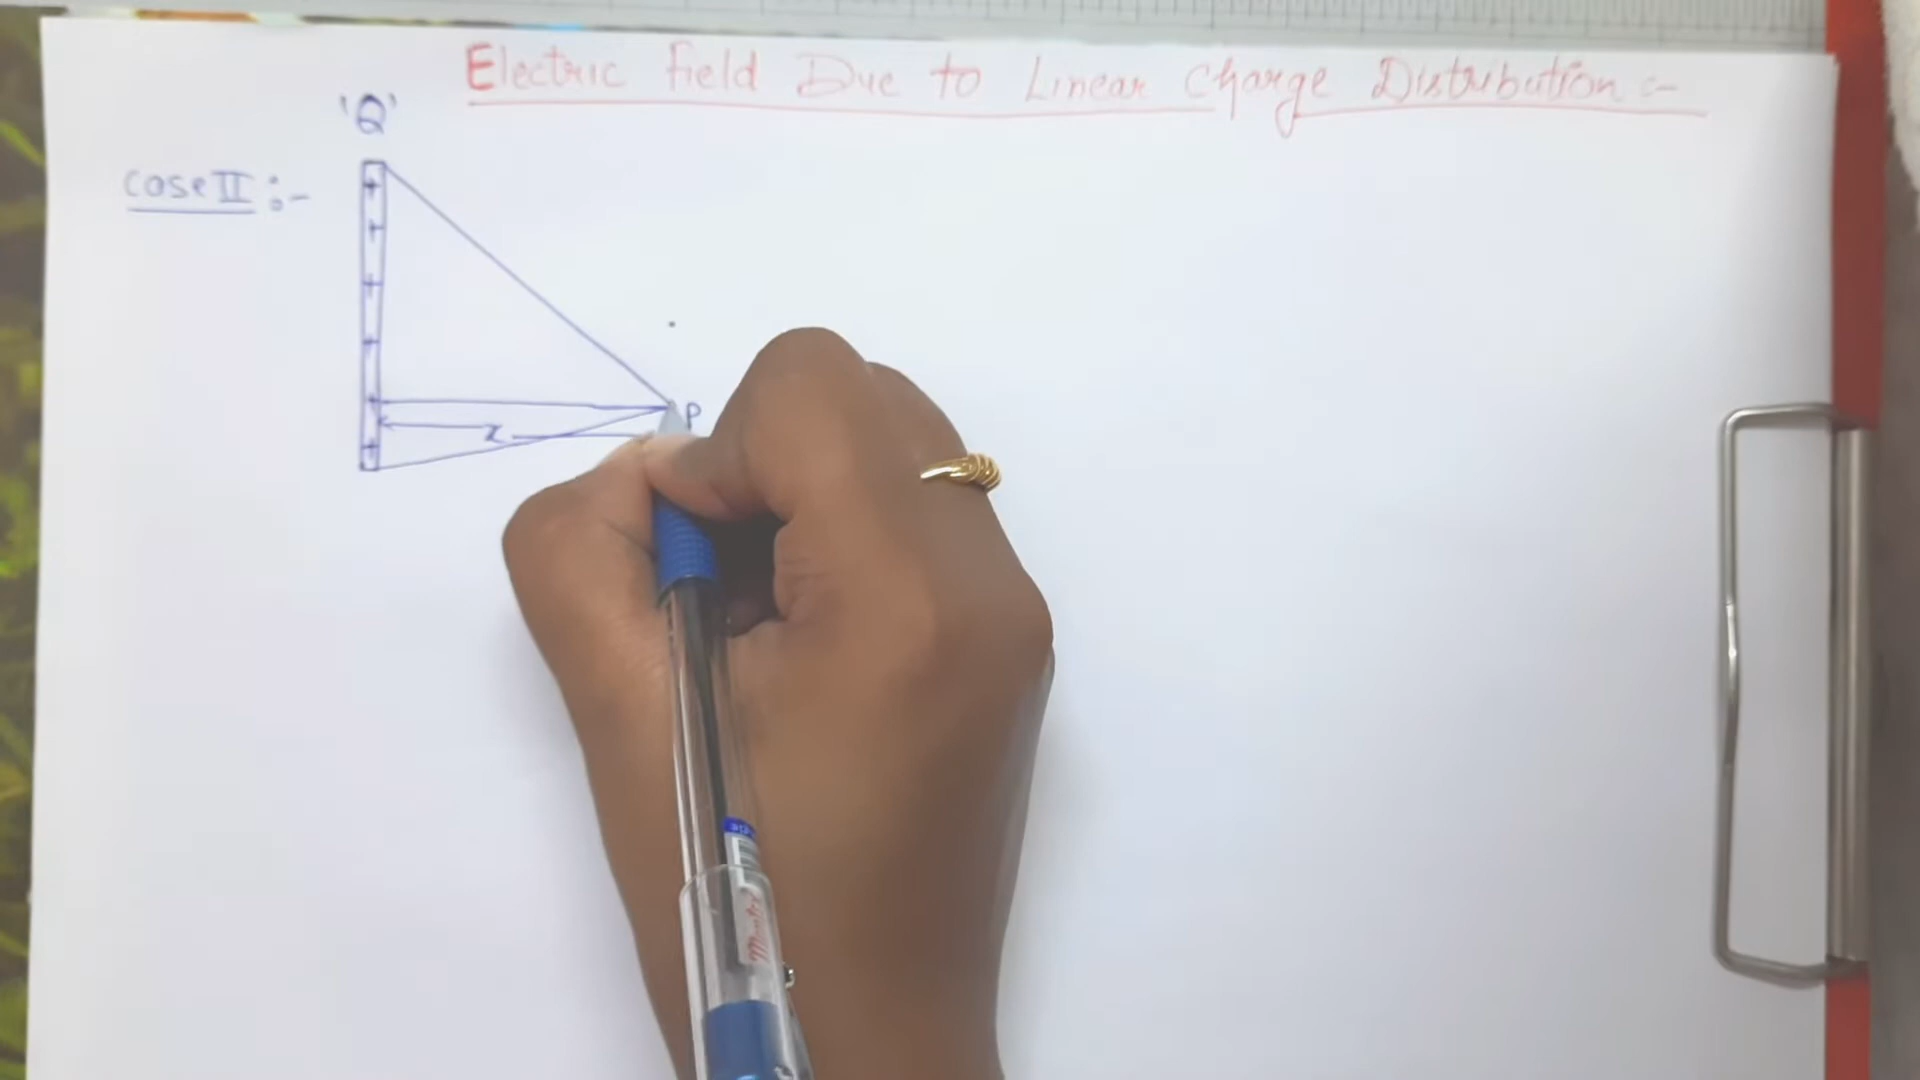 Electric field Due to Linear Charge Distribution :-
'Q'
Case II :-
+
+
+
+
+
P
r
+